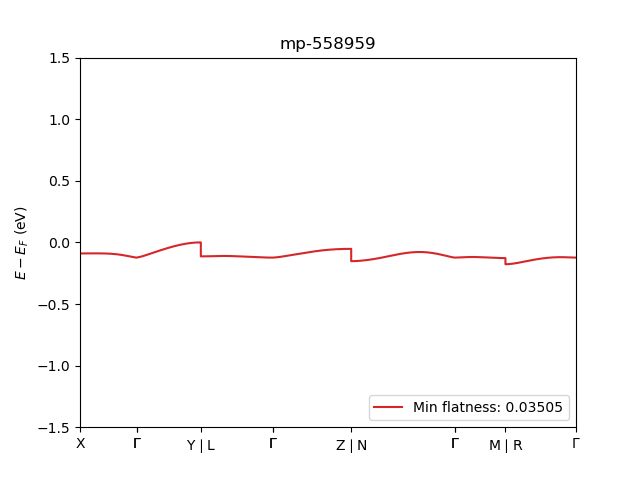 mp-558959
1.5
1.0
0.5
0.0
−0.5
−1.0
−1.5
E − E_F (eV)
Min flatness: 0.03505
X Γ Y | L Γ Z | N Γ M | R Γ